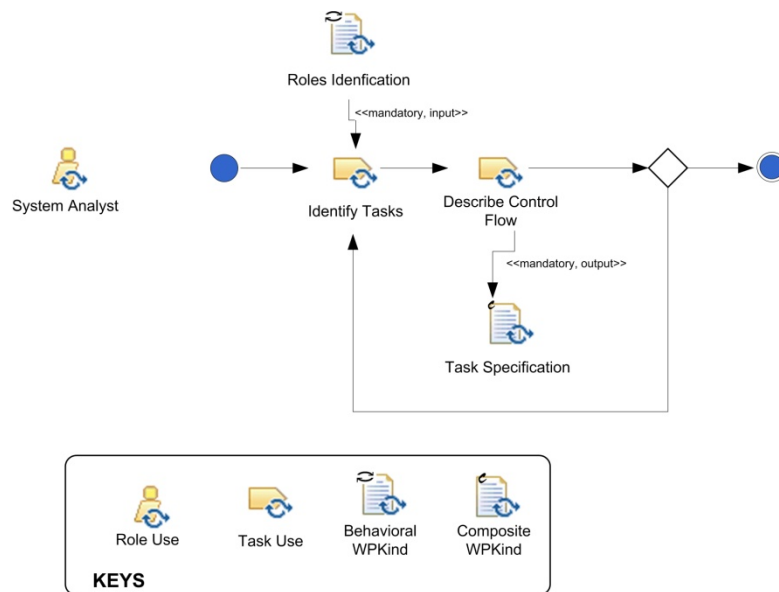 Roles Idenfication
<<mandatory, input>>
System Analyst
Identify Tasks
Describe Control
Flow
<<mandatory, output>>
Task Specification
Role Use
Task Use
Behavioral
WPKind
Composite
WPKind
KEYS